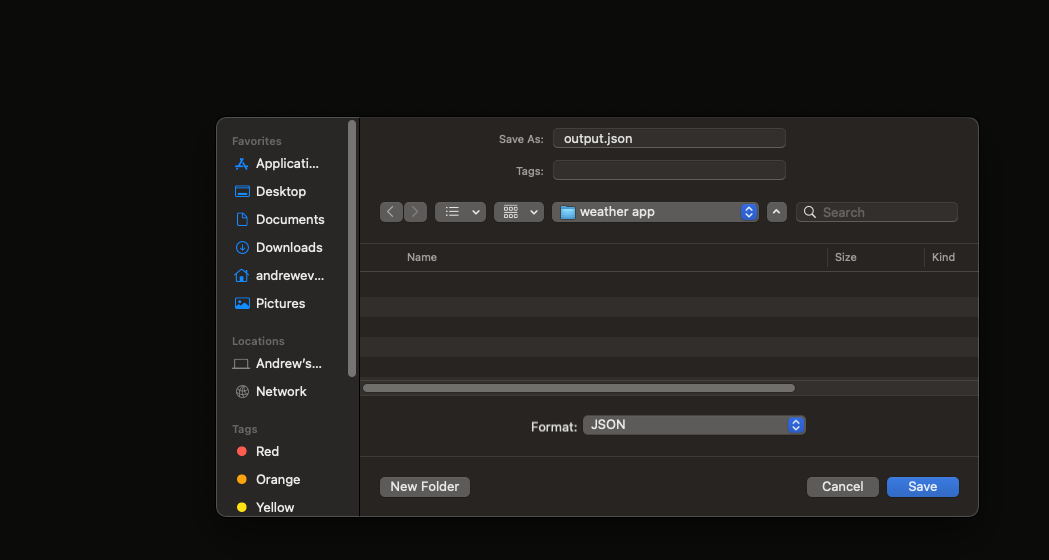 Favorites
Applicati...
Desktop
Documents
Downloads
andrewev...
Pictures
Locations
Andrew's...
Network
Tags
Red
Orange
Yellow
Save As: output.json
Tags:
weather app
Search
Name Size Kind
Format: JSON
New Folder Cancel Save